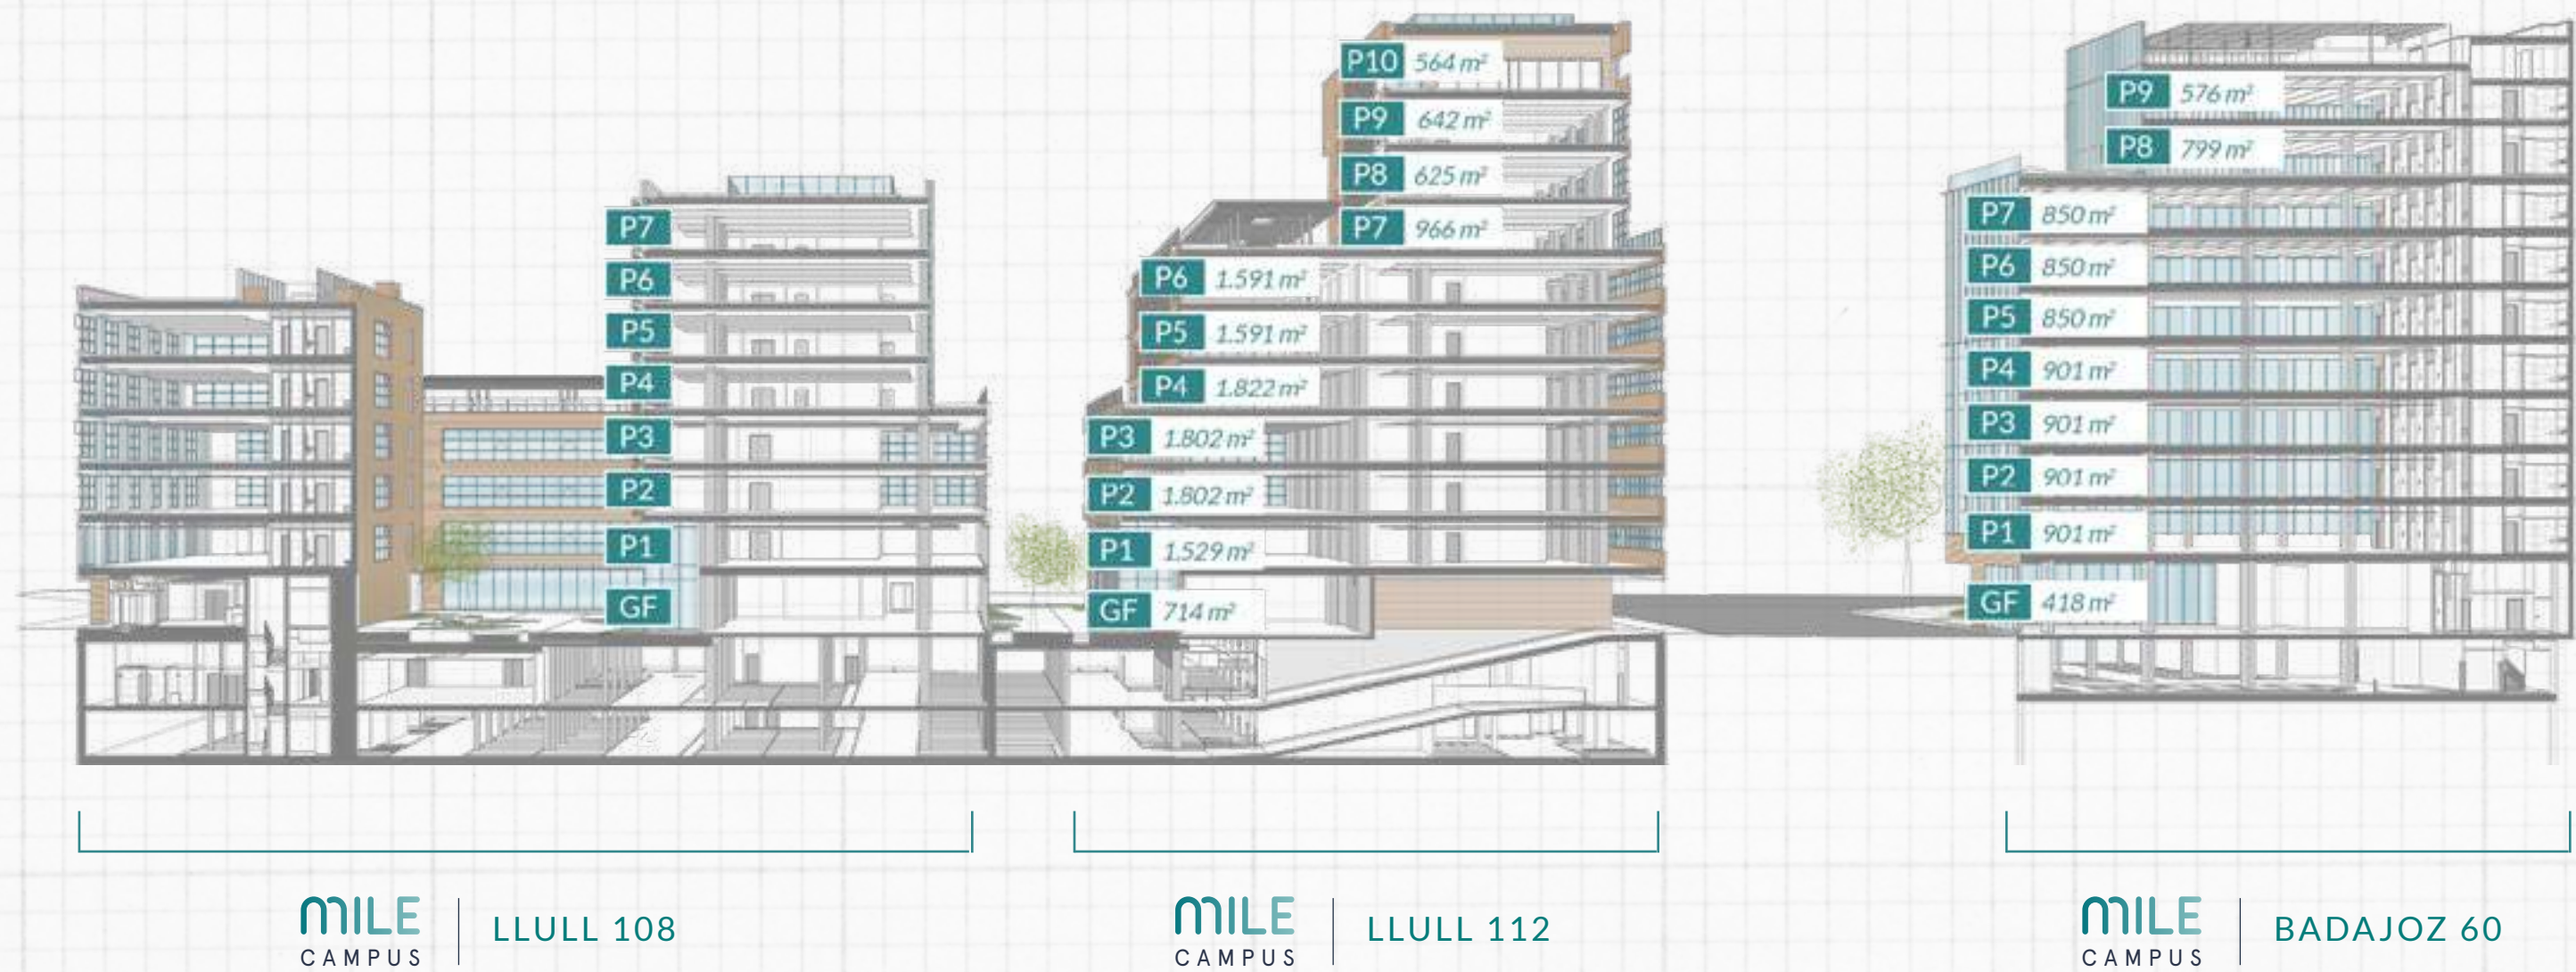 P7
P6
P5
P4
P3
P2
P1
GF
P10 564 m²
P9 642 m²
P8 625 m²
P7 966 m²
P6 1.591 m²
P5 1.591 m²
P4 1.822 m²
P3 1.802 m²
P2 1.802 m²
P1 1.529 m²
GF 714 m²
P9 576 m²
P8 799 m²
P7 850 m²
P6 850 m²
P5 850 m²
P4 901 m²
P3 901 m²
P2 901 m²
P1 901 m²
GF 418 m²
MILE
CAMPUS
LLULL 108
MILE
CAMPUS
LLULL 112
MILE
CAMPUS
BADAJOZ 60